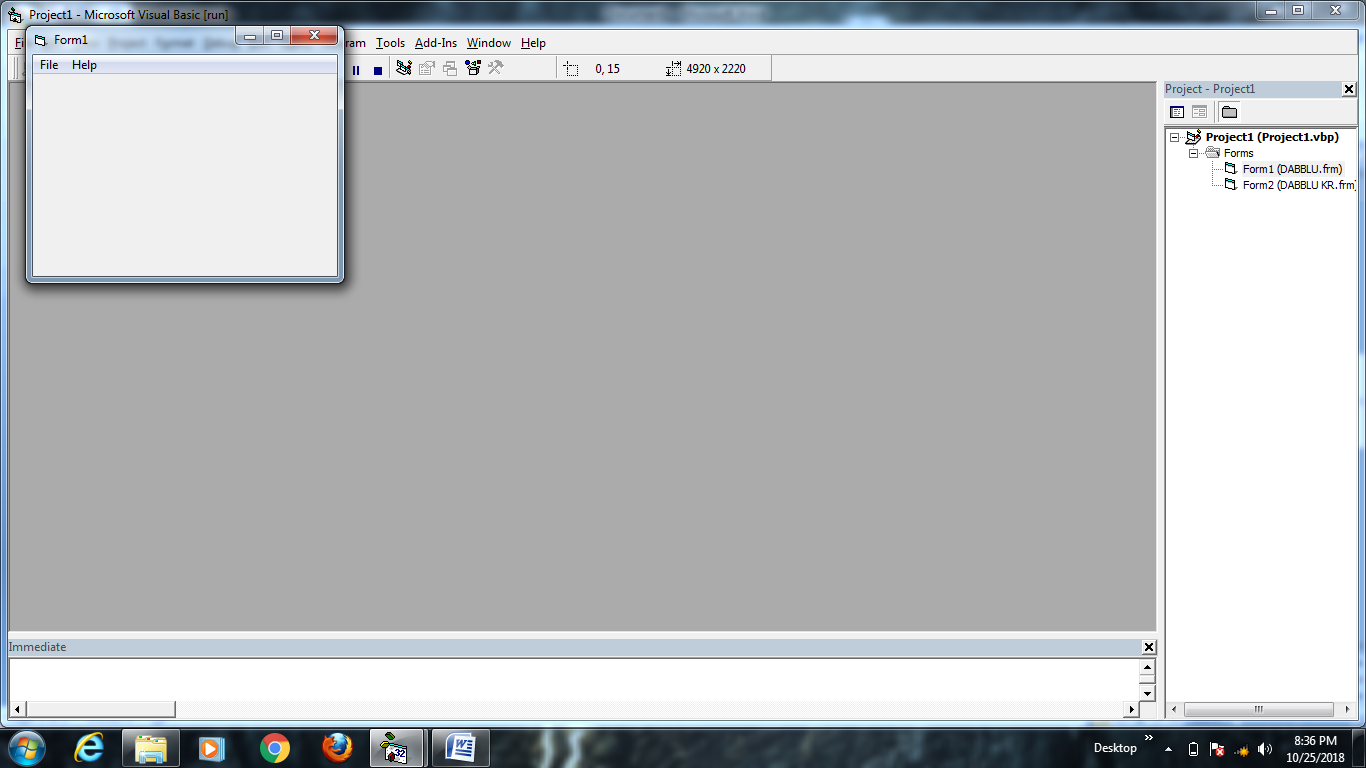 Project1 - Microsoft Visual Basic [run]
Form1
Tools Add-Ins Window Help
File Help
0, 15
4920 x 2220
Project - Project1
Project1 (Project1.vbp)
Forms
Form1 (DABBLU.frm)
Form2 (DABBLU KR.frm)
Immediate
32
Desktop
8:36 PM
10/25/2018